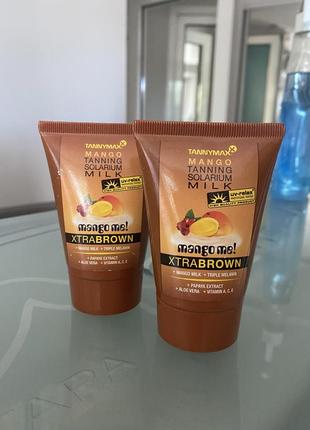 TANNYMAXX
MANGO
TANNING
SOLARIUM
MILK
uv-relax
mango me!
XTRABROWN
+ MANGO MILK + TRIPLE MELANIN
+ PAPAYA EXTRACT
+ ALOE VERA + VITAMIN A, C, E
TANNYMAXX
MANGO
TANNING
SOLARIUM
MILK
uv-relax
mango me!
XTRABROWN
+ MANGO MILK + TRIPLE MELANIN
+ PAPAYA EXTRACT
+ ALOE VERA + VITAMIN A, C, E